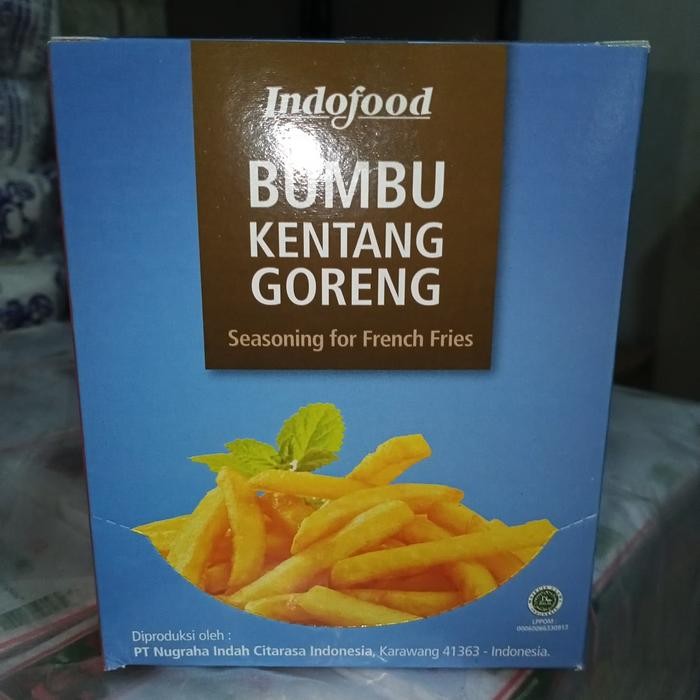 Indofood
BUMBU
KENTANG
GORENG
Seasoning for French Fries
LPPOM :
Diproduksi oleh :
PT Nugraha Indah Citarasa Indonesia, Karawang 41363 - Indonesia.